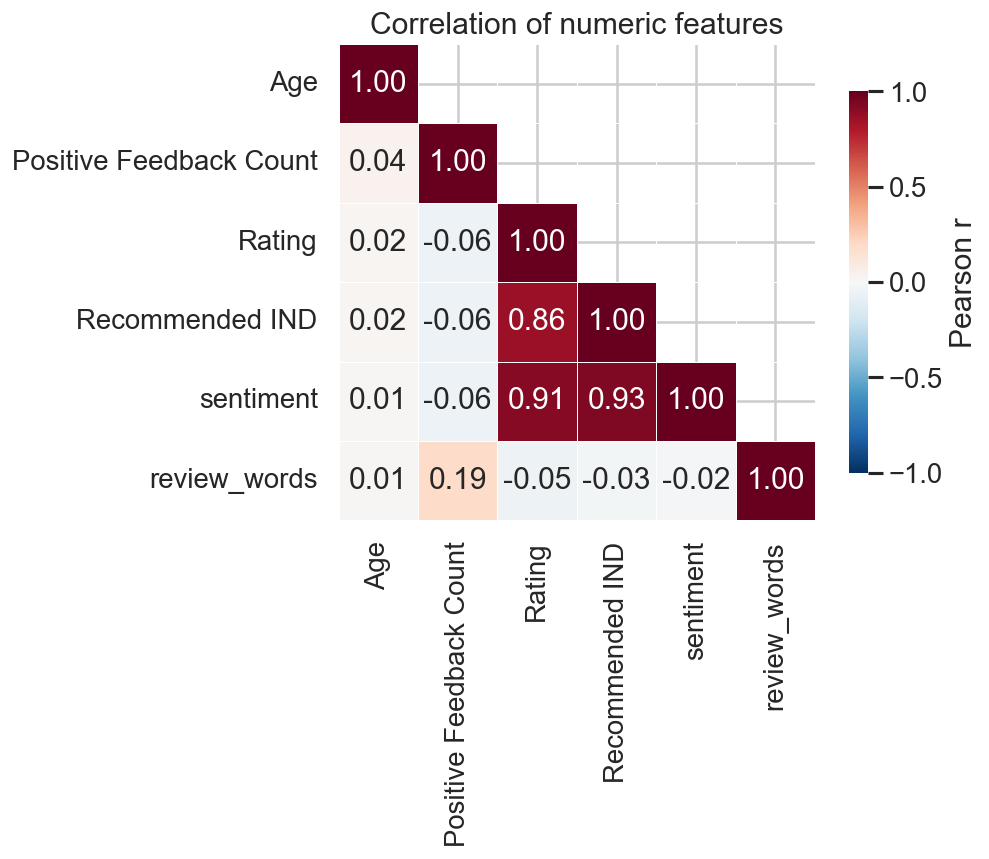 Correlation of numeric features
Age 1.00
Positive Feedback Count 0.04 1.00
Rating 0.02 -0.06 1.00
Recommended IND 0.02 -0.06 0.86 1.00
sentiment 0.01 -0.06 0.91 0.93 1.00
review_words 0.01 0.19 -0.05 -0.03 -0.02 1.00
Age
Positive Feedback Count
Rating
Recommended IND
sentiment
review_words
1.0
0.5
0.0
−0.5
−1.0
Pearson r